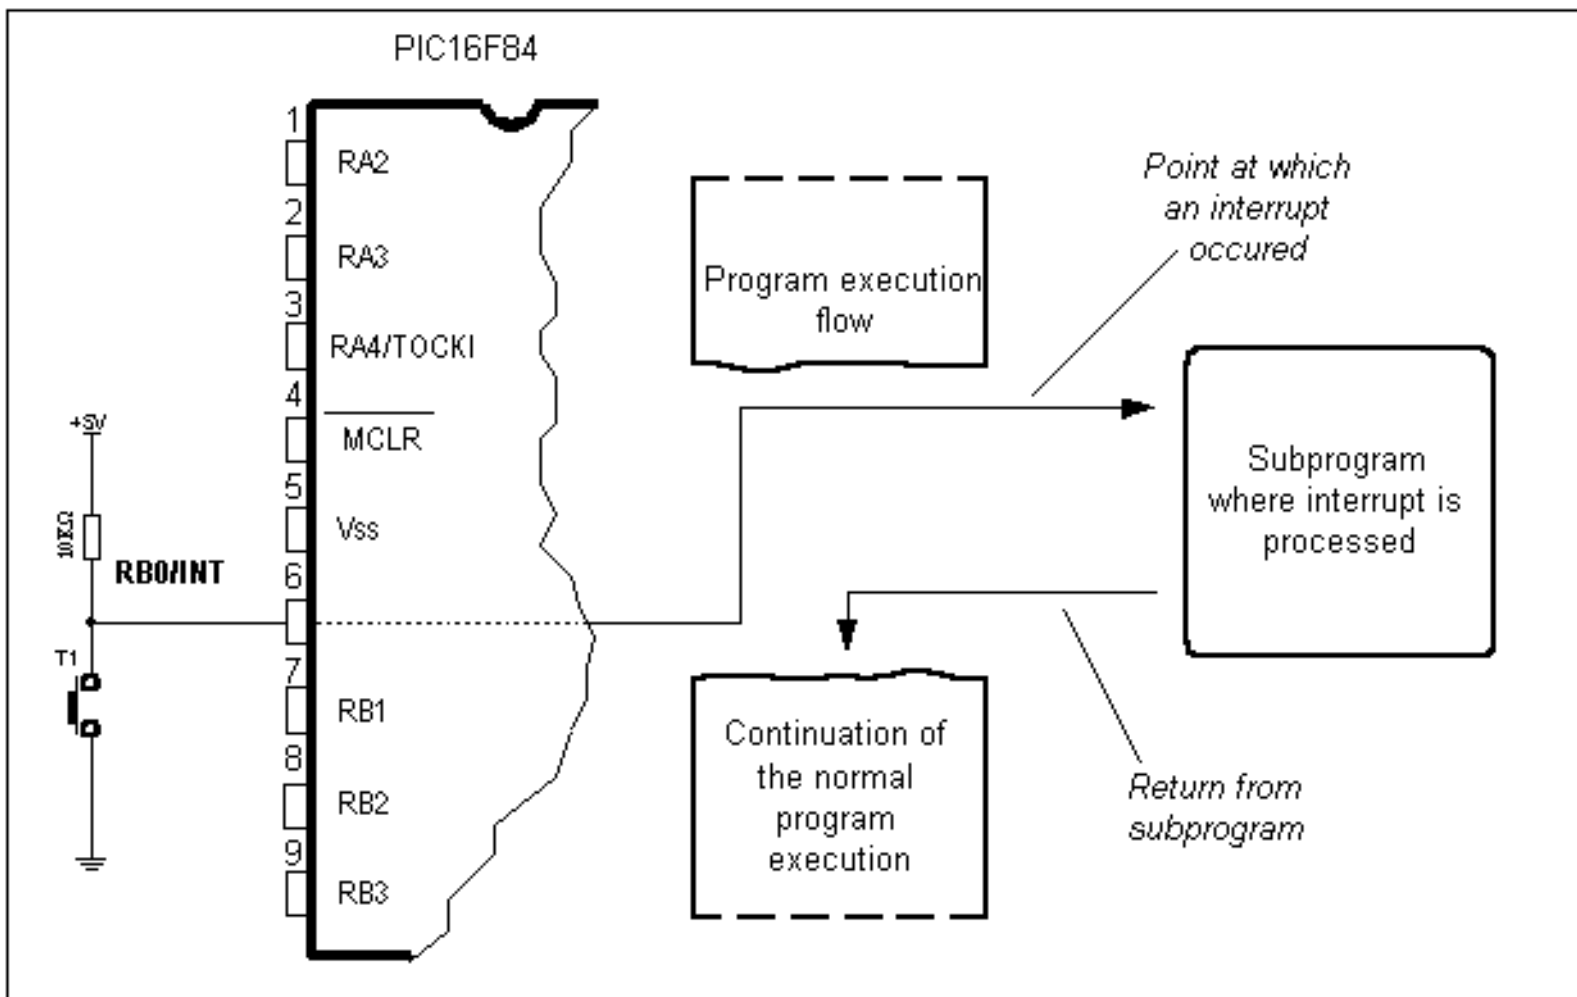 PIC16F84
1
RA2
2
RA3
3
RA4/TOCKI
4
MCLR
5
Vss
6
RB0/INT
7
RB1
8
RB2
9
RB3
+5V
10KΩ
T1
Program execution
flow
Point at which
an interrupt
occured
Subprogram
where interrupt is
processed
Continuation of
the normal
program
execution
Return from
subprogram